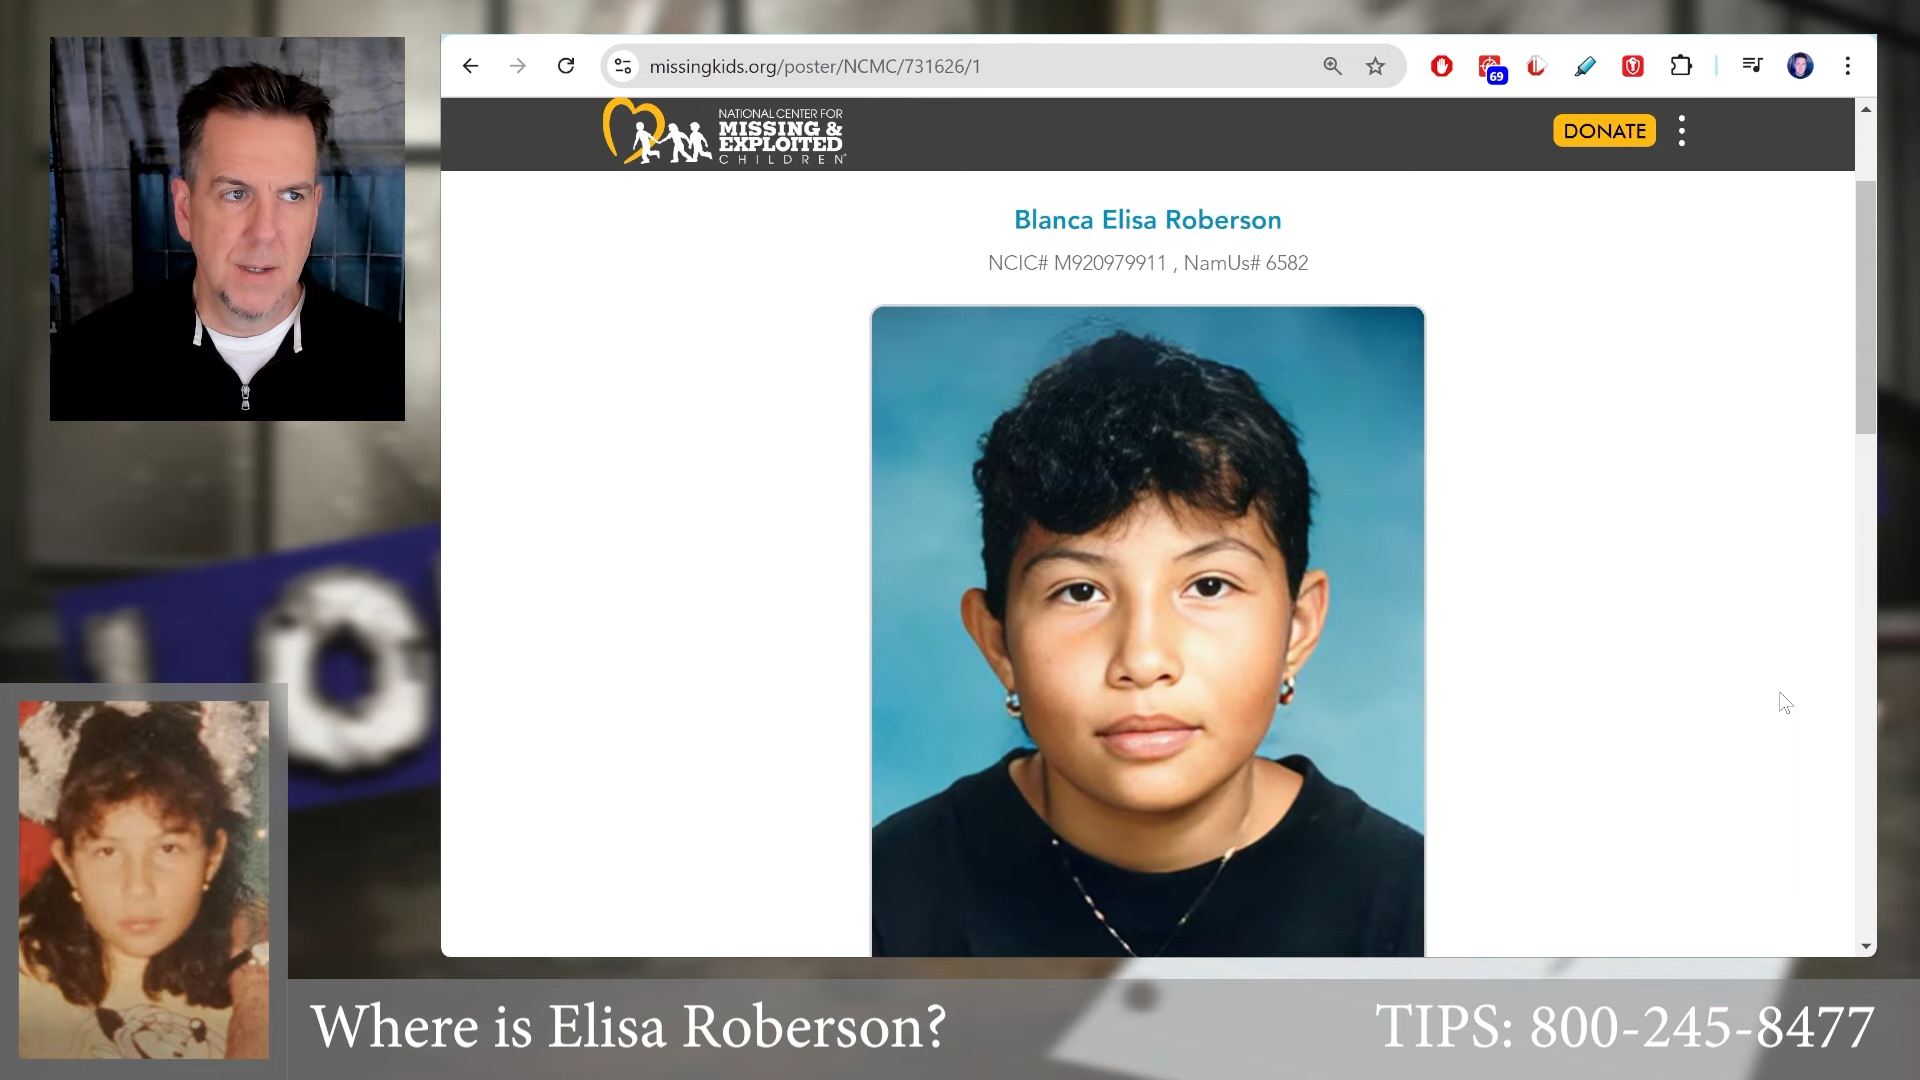 missingkids.org/poster/NCMC/731626/1
69
NATIONAL CENTER FOR
MISSING &
EXPLOITED
CHILDREN
DONATE
Blanca Elisa Roberson
NCIC# M920979911 , NamUs# 6582
Where is Elisa Roberson?
TIPS: 800-245-8477